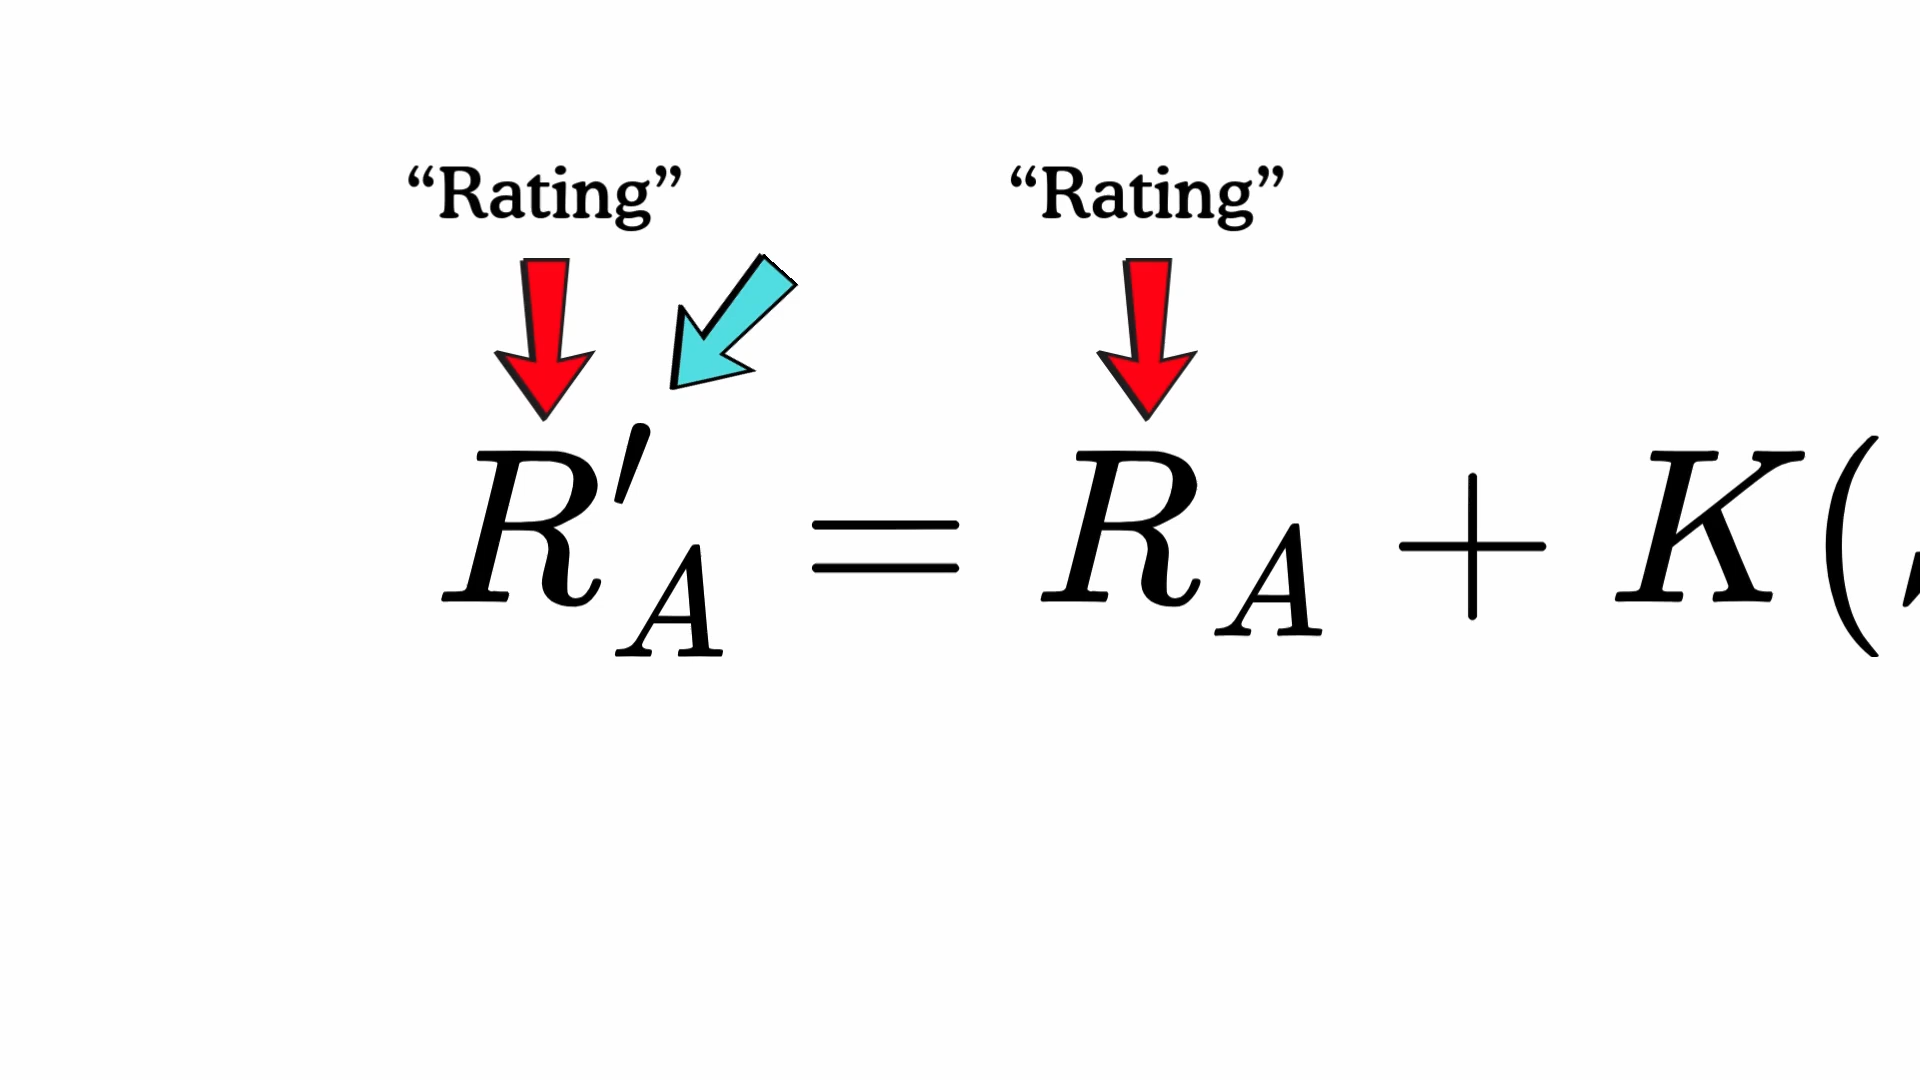 “Rating” “Rating”
R′_A = R_A + K(